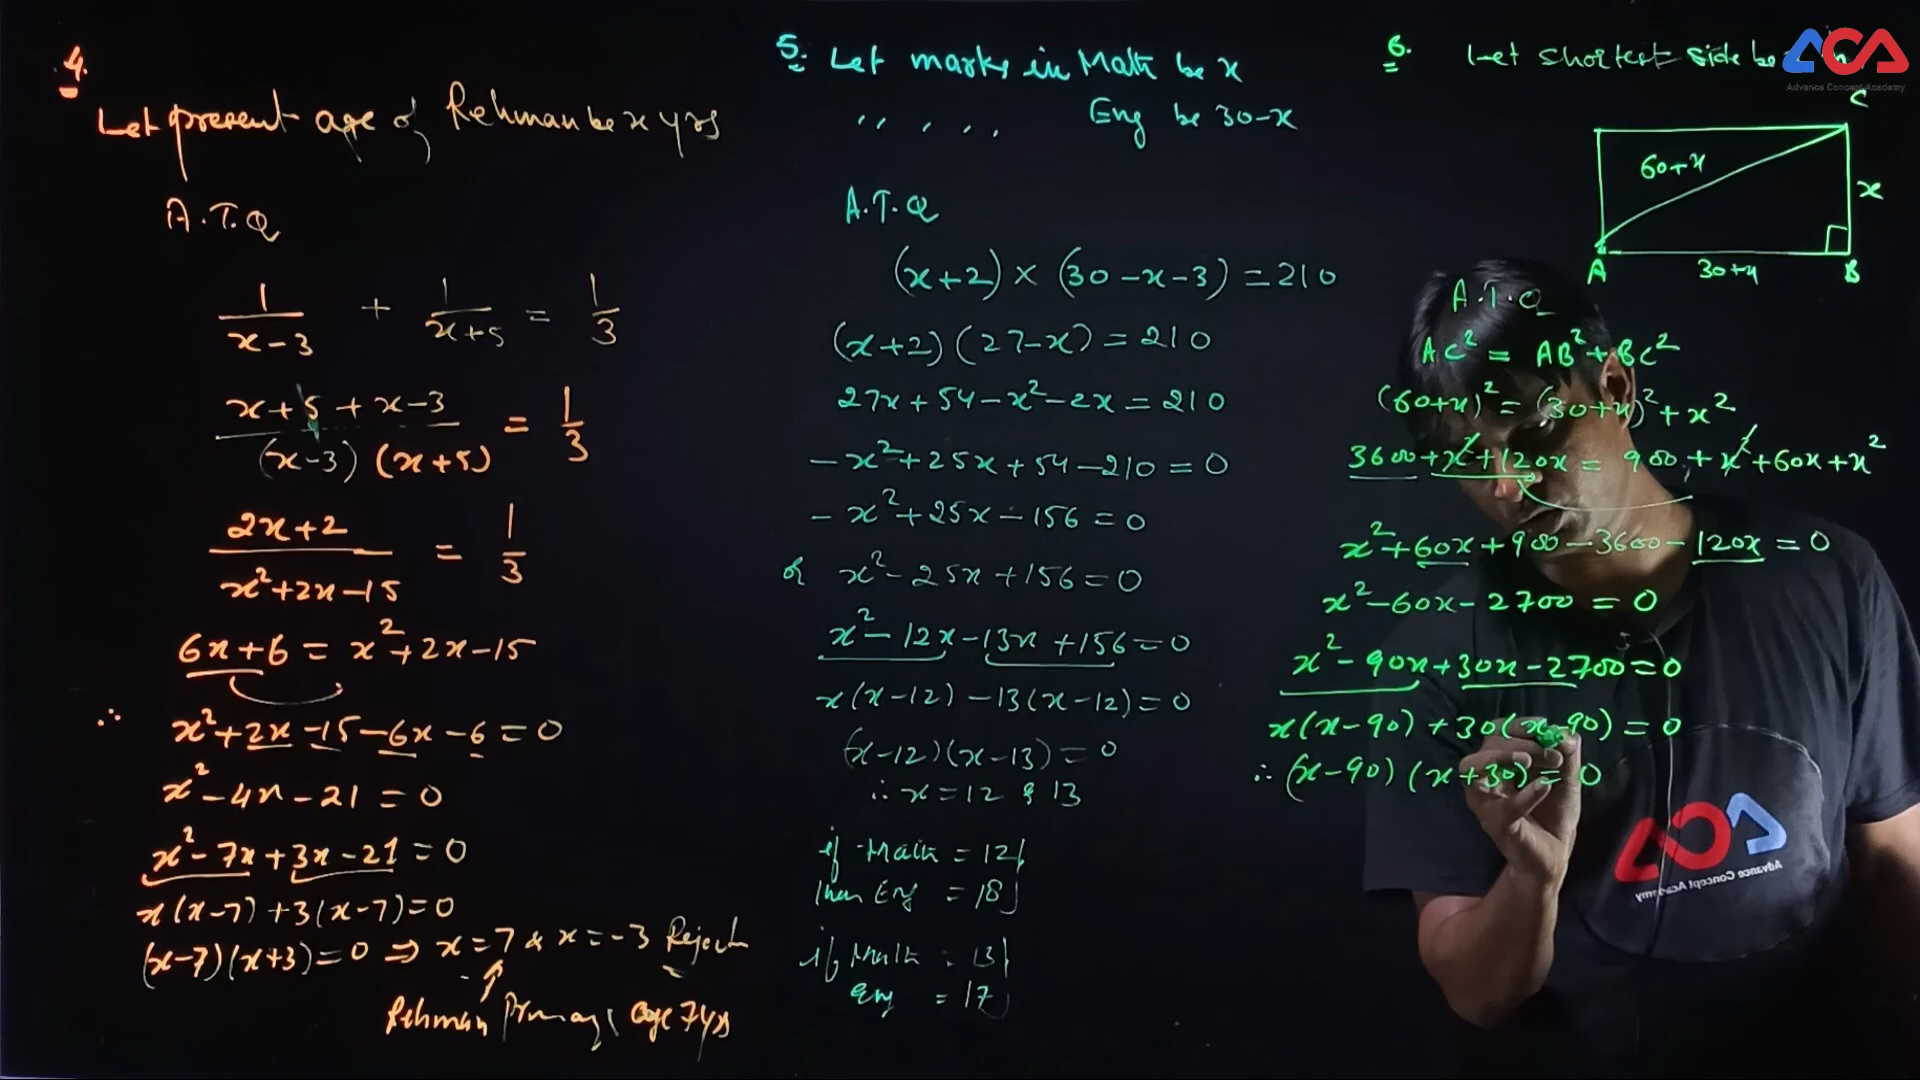 4.
Let present age of Rehman be x yrs
A.T.Q
1/(x-3) + 1/(x+5) = 1/3
(x+5+x-3)/((x-3)(x+5)) = 1/3
(2x+2)/(x²+2x-15) = 1/3
6x+6 = x²+2x-15
∴ x²+2x-15-6x-6=0
x²-4x-21=0
x²-7x+3x-21=0
x(x-7)+3(x-7)=0
(x-7)(x+3)=0 ⇒ x=7 & x=-3 Reject
Rehman age 7yrs
5. Let marks in Math be x
,, , , , Eng be 30-x
A.T.Q
(x+2)×(30-x-3)=210
(x+2)(27-x)=210
27x+54-x²-2x=210
-x²+25x+54-210=0
-x²+25x-156=0
or x²-25x+156=0
x²-12x-13x+156=0
x(x-12)-13(x-12)=0
(x-12)(x-13)=0
∴ x=12 & 13
if Math = 12
then Eng = 18
if Math = 13
Eng = 17
6. Let shortest side be
ACA
Advance Concept Academy
C
60+x
x
A
30+x
B
A.T.Q
AC² = AB²+BC²
(60+x)²=(30+x)²+x²
3600+x²+120x=900+x²+60x+x²
x²+60x+900-3600-120x=0
x²-60x-2700=0
x²-90x+30x-2700=0
x(x-90)+30(x-90)=0
∴ (x-90)(x+30)=0
ACA
Advance Concept Academy